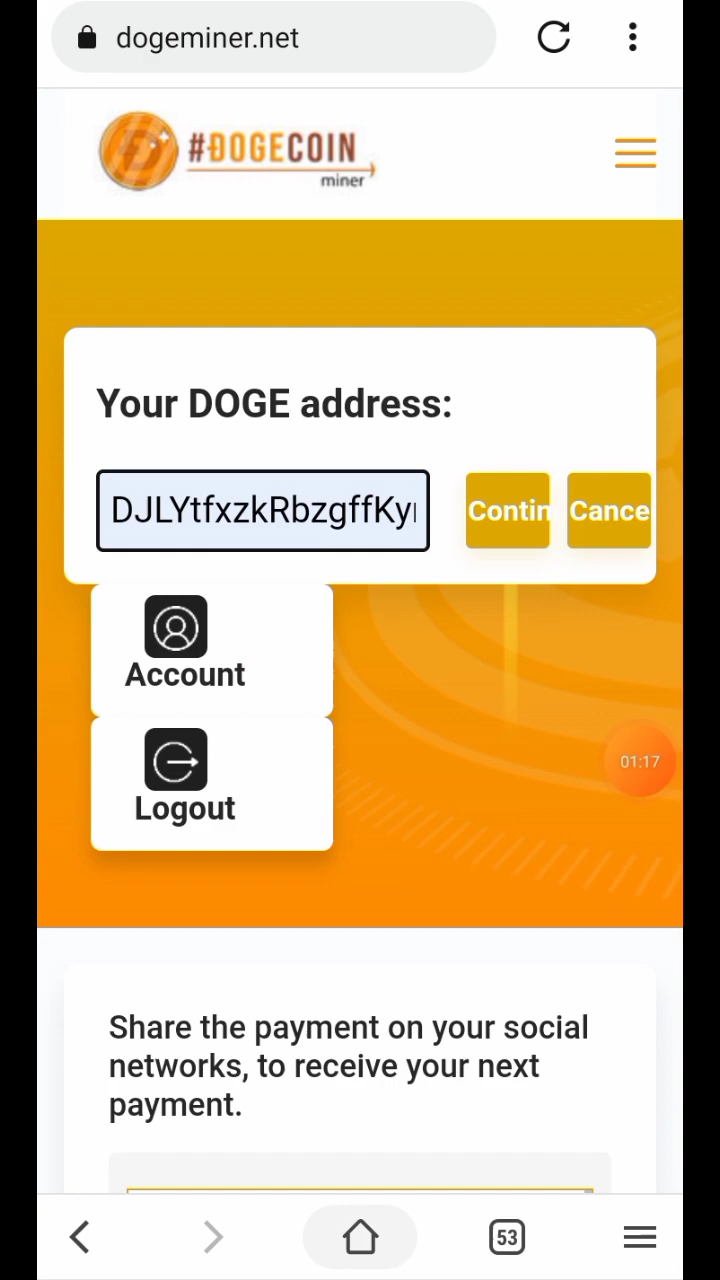 dogeminer.net
#DOGECOIN
miner
Your DOGE address:
DJLYtfxzkRbzgffKy
Contin Cance
Account
01:17
Logout
Share the payment on your social
networks, to receive your next
payment.
53